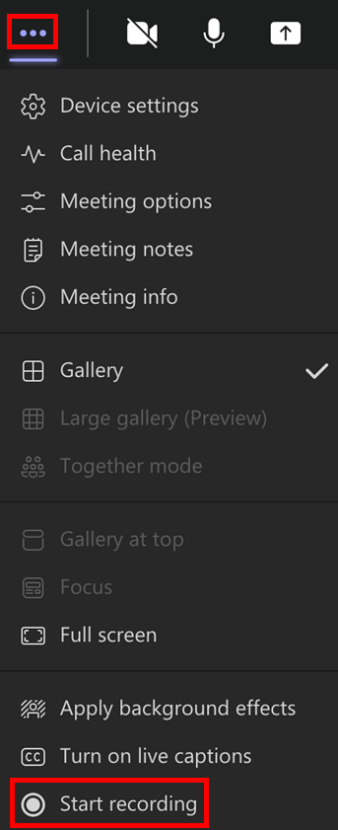 Device settings
Call health
Meeting options
Meeting notes
Meeting info
Gallery
Large gallery (Preview)
Together mode
Gallery at top
Focus
Full screen
Apply background effects
CC Turn on live captions
Start recording